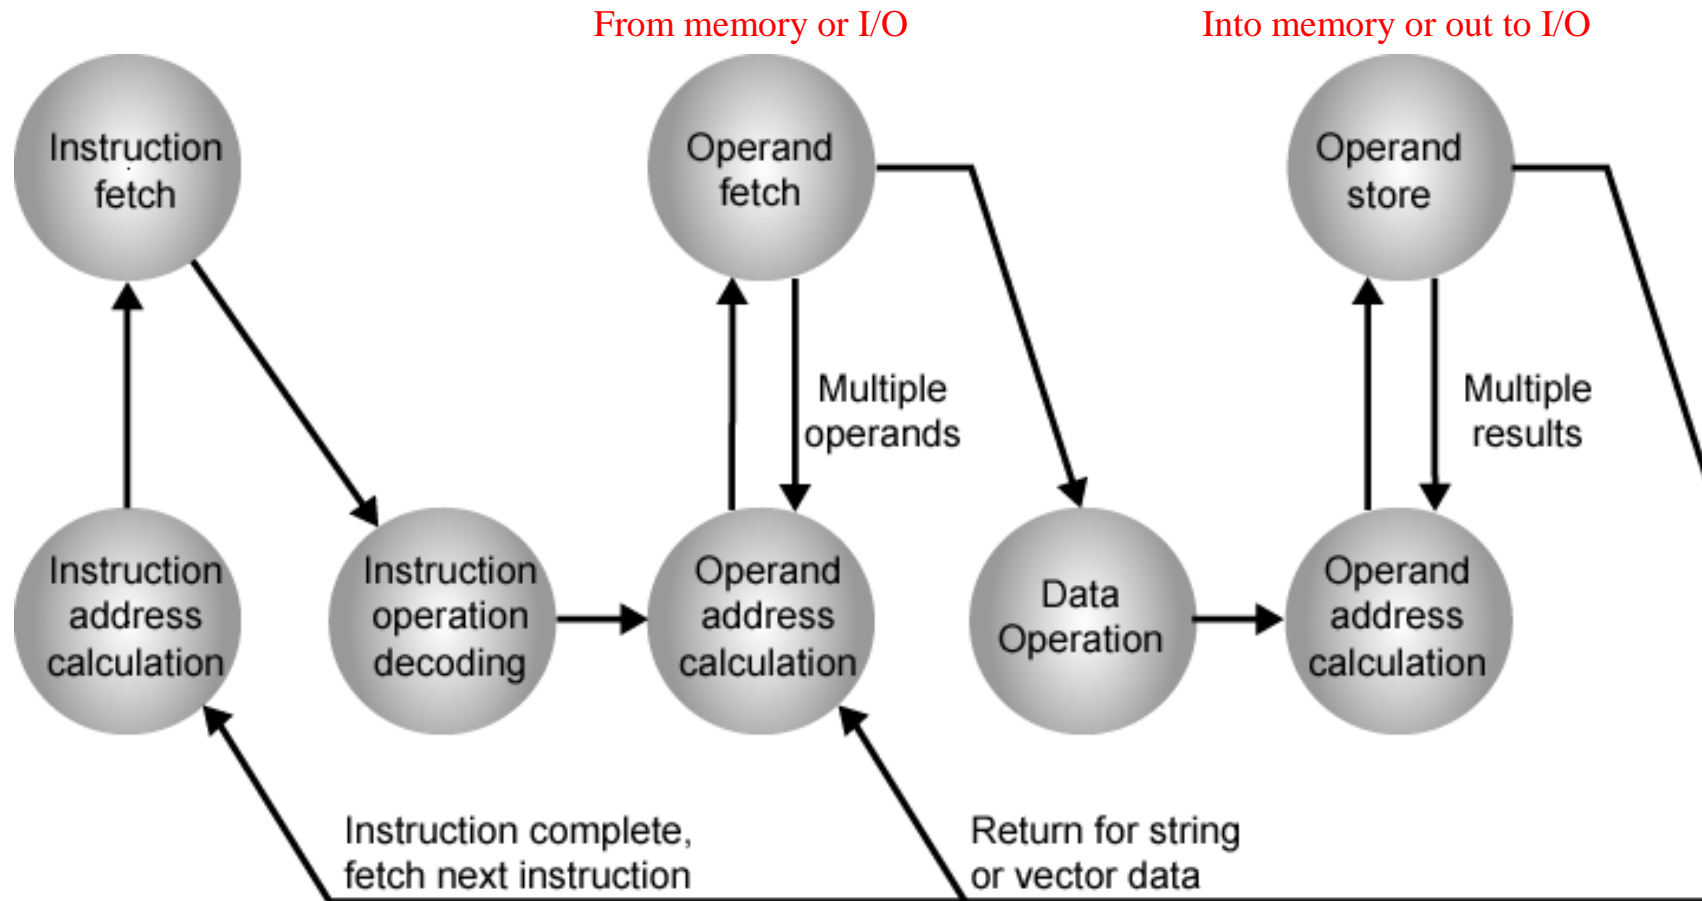 From memory or I/O
Into memory or out to I/O
Instruction
fetch
Operand
fetch
Operand
store
Multiple
operands
Multiple
results
Instruction
address
calculation
Instruction
operation
decoding
Operand
address
calculation
Data
Operation
Operand
address
calculation
Instruction complete,
fetch next instruction
Return for string
or vector data